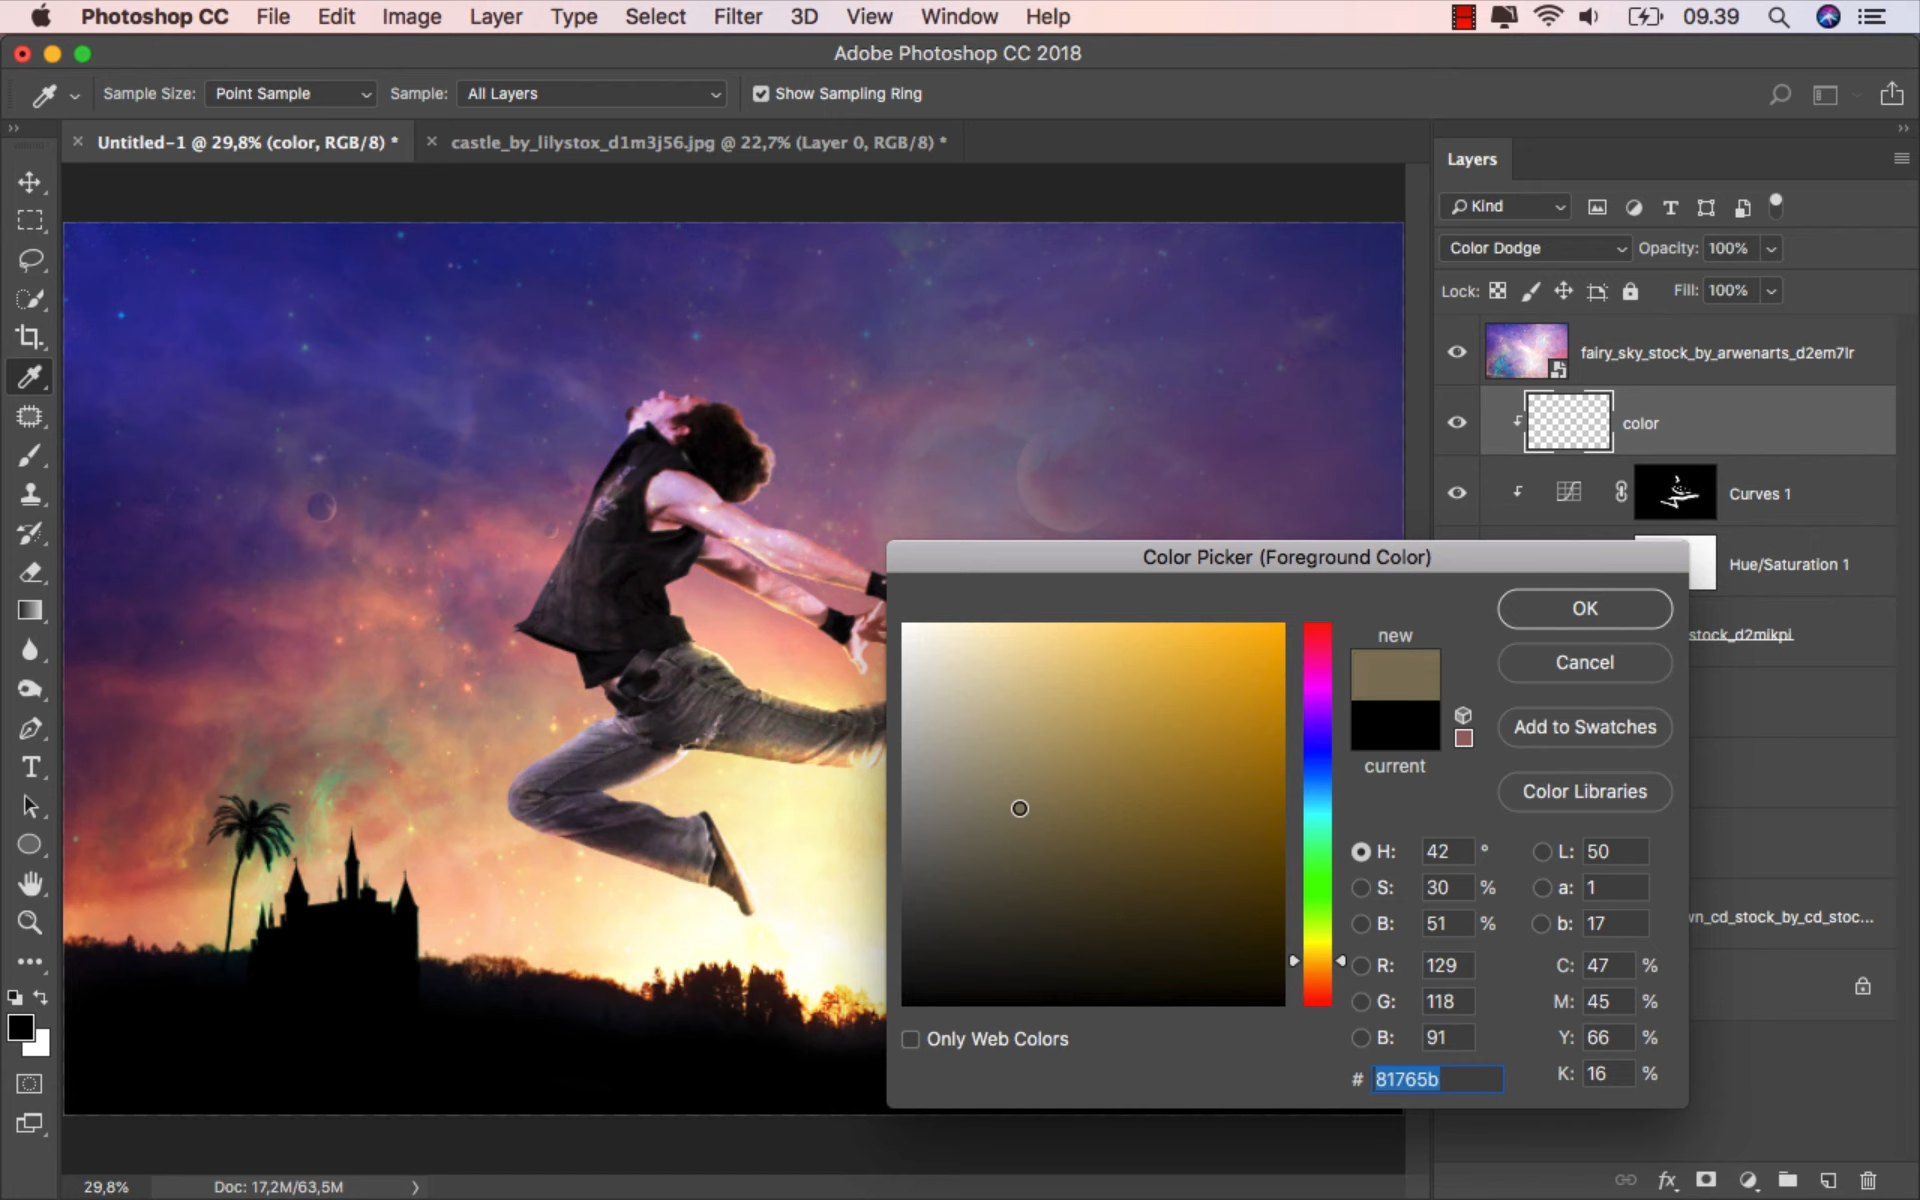 Photoshop CC File Edit Image Layer Type Select Filter 3D View Window Help 09.39
Adobe Photoshop CC 2018
Sample Size: Point Sample Sample: All Layers Show Sampling Ring
Untitled-1 @ 29,8% (color, RGB/8) * castle_by_lilystox_d1m3j56.jpg @ 22,7% (Layer 0, RGB/8) *
Layers
Kind
Color Dodge Opacity: 100%
Lock: Fill: 100%
fairy_sky_stock_by_arwenarts_d2em7lr
color
Curves 1
Hue/Saturation 1
stock_d2mikpi
wn_cd_stock_by_cd_stoc...
Color Picker (Foreground Color)
new
current
OK
Cancel
Add to Swatches
Color Libraries
H: 42 ° L: 50
S: 30 % a: 1
B: 51 % b: 17
R: 129 C: 47 %
G: 118 M: 45 %
B: 91 Y: 66 %
# 81765b K: 16 %
Only Web Colors
29,8% Doc: 17,2M/63,5M